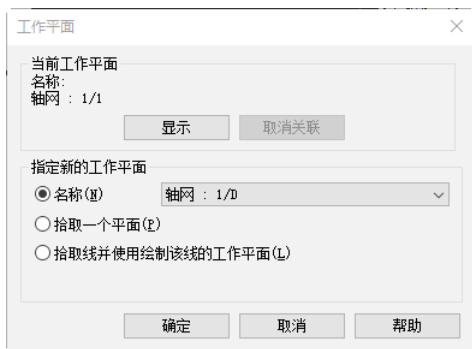 工作平面
当前工作平面
名称:
轴网 : 1/1
显示 取消关联
指定新的工作平面
名称(N) 轴网 : 1/D
拾取一个平面(P)
拾取线并使用绘制该线的工作平面(L)
确定 取消 帮助